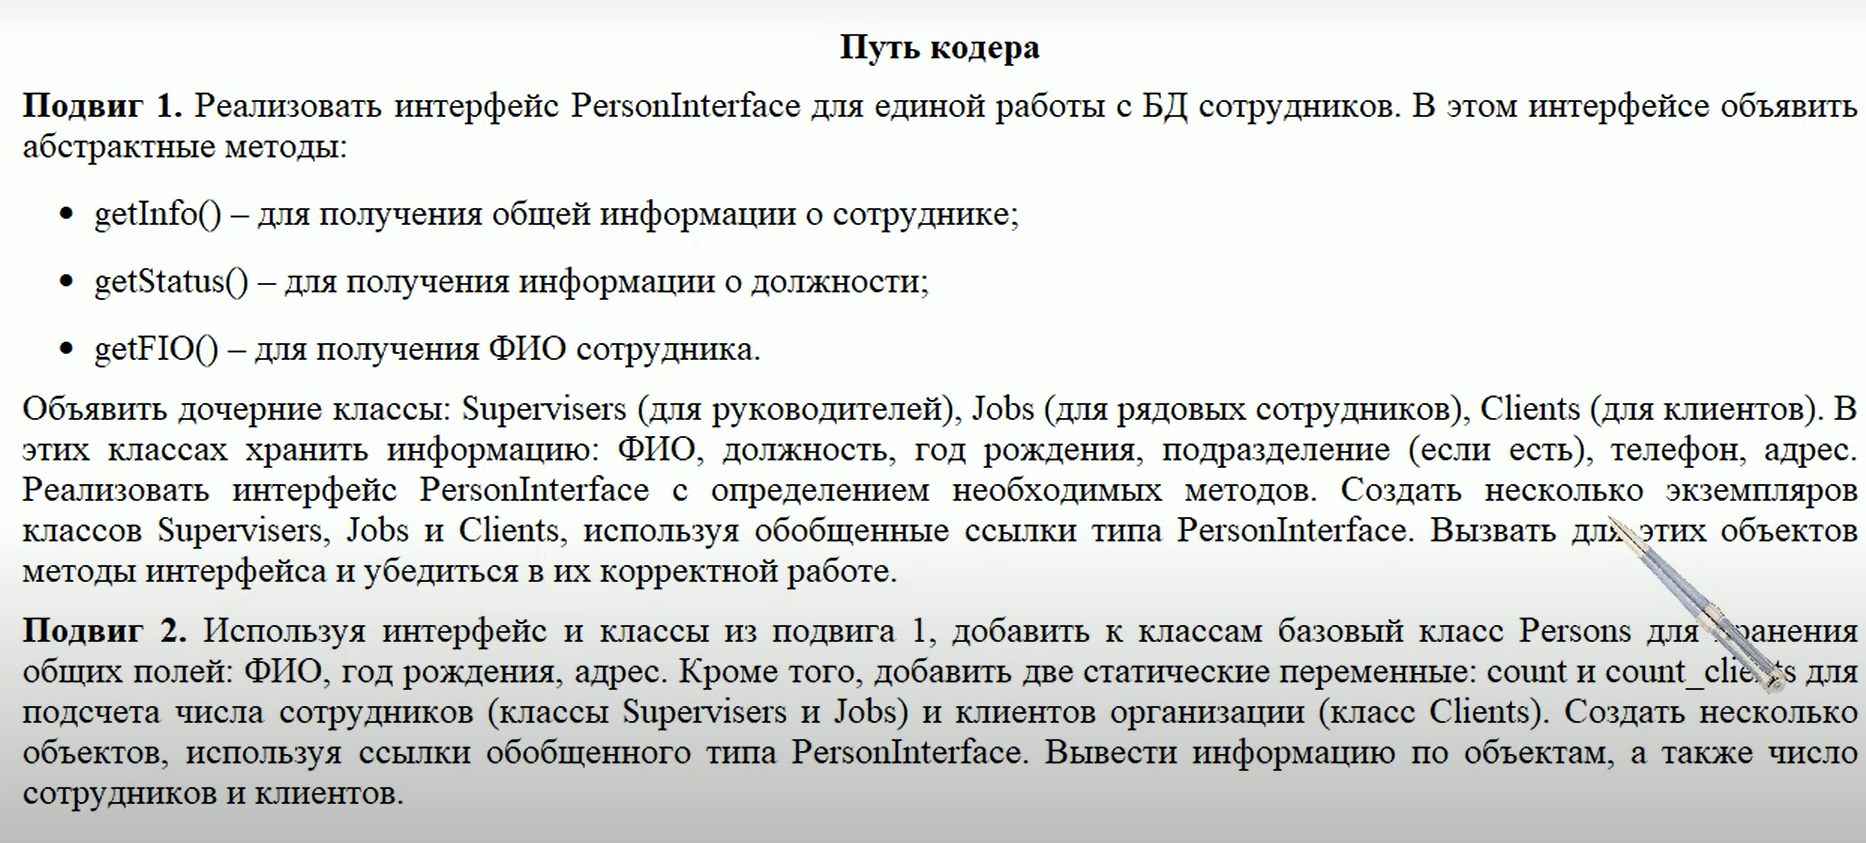 Путь кодера
Подвиг 1. Реализовать интерфейс PersonInterface для единой работы с БД сотрудников. В этом интерфейсе объявить
абстрактные методы:
• getInfo() – для получения общей информации о сотруднике;
• getStatus() – для получения информации о должности;
• getFIO() – для получения ФИО сотрудника.
Объявить дочерние классы: Supervisers (для руководителей), Jobs (для рядовых сотрудников), Clients (для клиентов). В
этих классах хранить информацию: ФИО, должность, год рождения, подразделение (если есть), телефон, адрес.
Реализовать интерфейс PersonInterface с определением необходимых методов. Создать несколько экземпляров
классов Supervisers, Jobs и Clients, используя обобщенные ссылки типа PersonInterface. Вызвать для этих объектов
методы интерфейса и убедиться в их корректной работе.
Подвиг 2. Используя интерфейс и классы из подвига 1, добавить к классам базовый класс Persons для хранения
общих полей: ФИО, год рождения, адрес. Кроме того, добавить две статические переменные: count и count_clients для
подсчета числа сотрудников (классы Supervisers и Jobs) и клиентов организации (класс Clients). Создать несколько
объектов, используя ссылки обобщенного типа PersonInterface. Вывести информацию по объектам, а также число
сотрудников и клиентов.